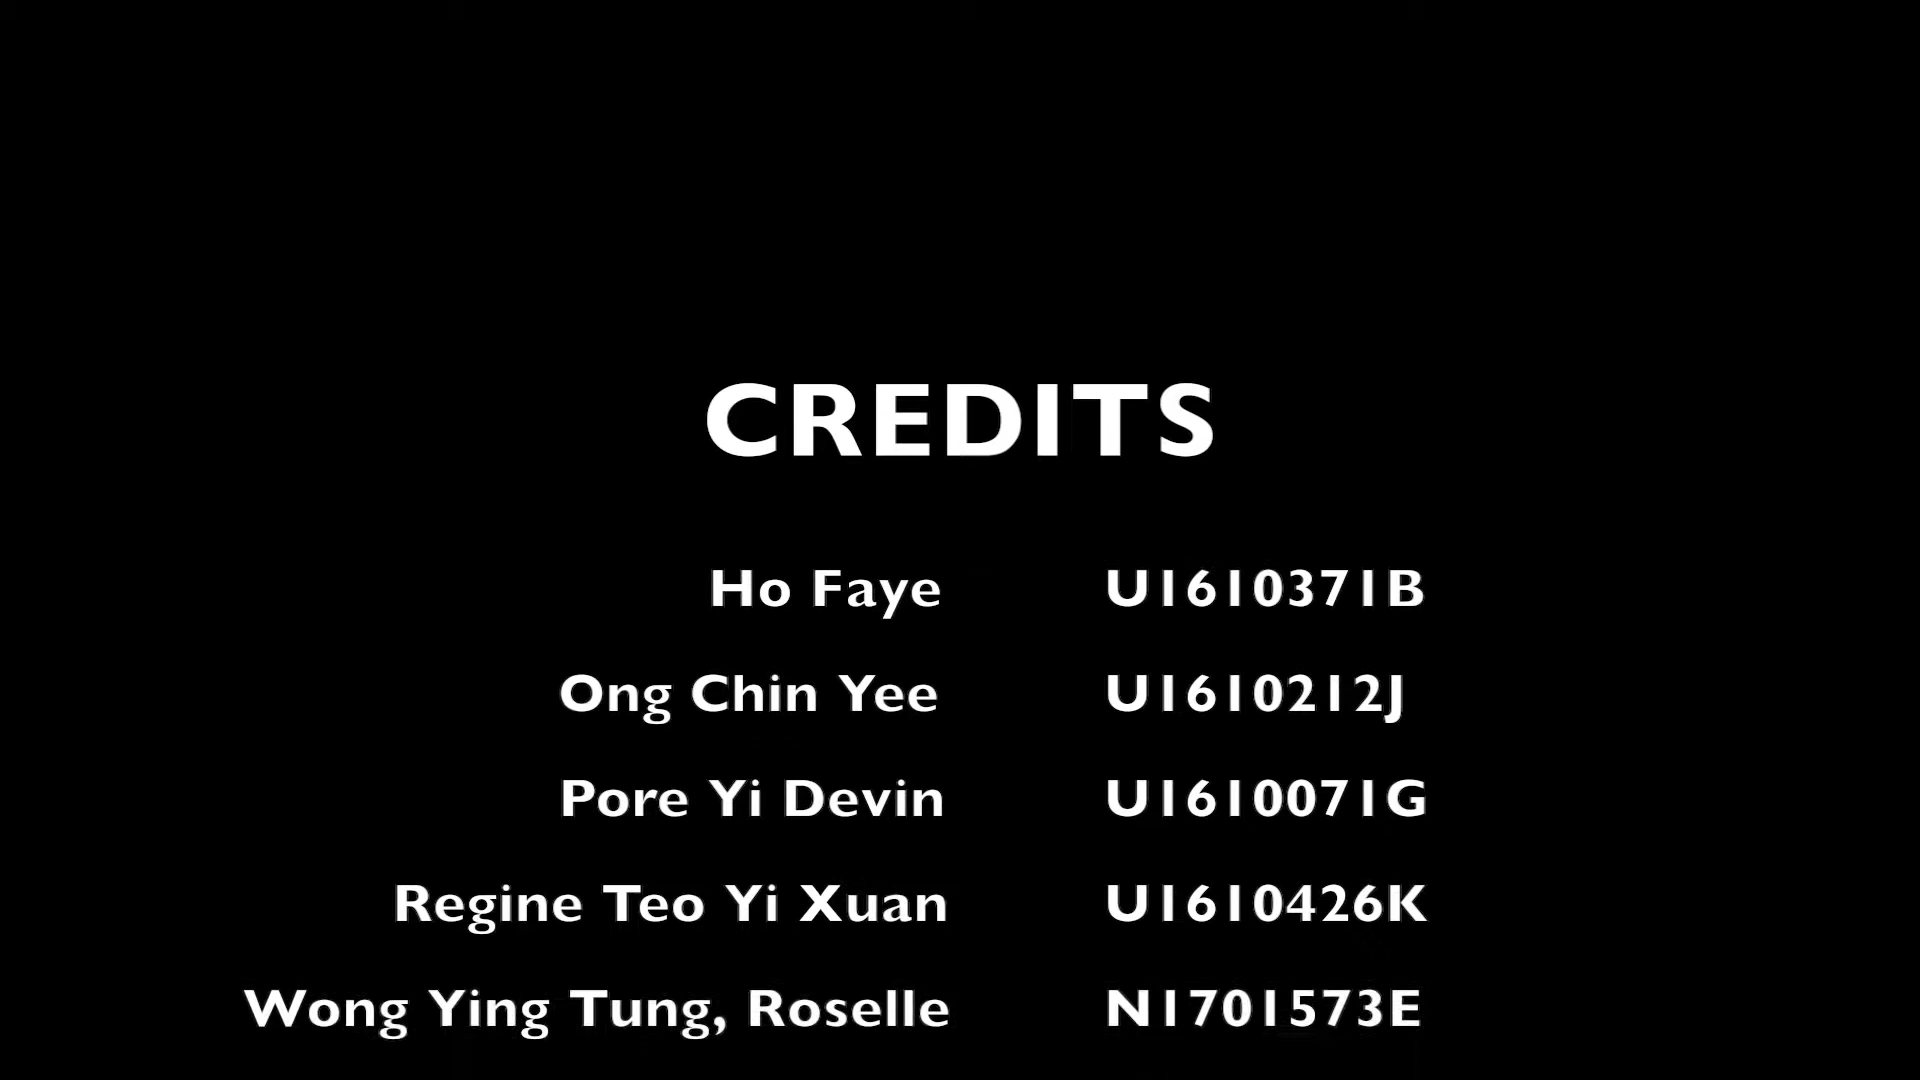 CREDITS
Ho Faye U1610371B
Ong Chin Yee U1610212J
Pore Yi Devin U1610071G
Regine Teo Yi Xuan U1610426K
Wong Ying Tung, Roselle N1701573E